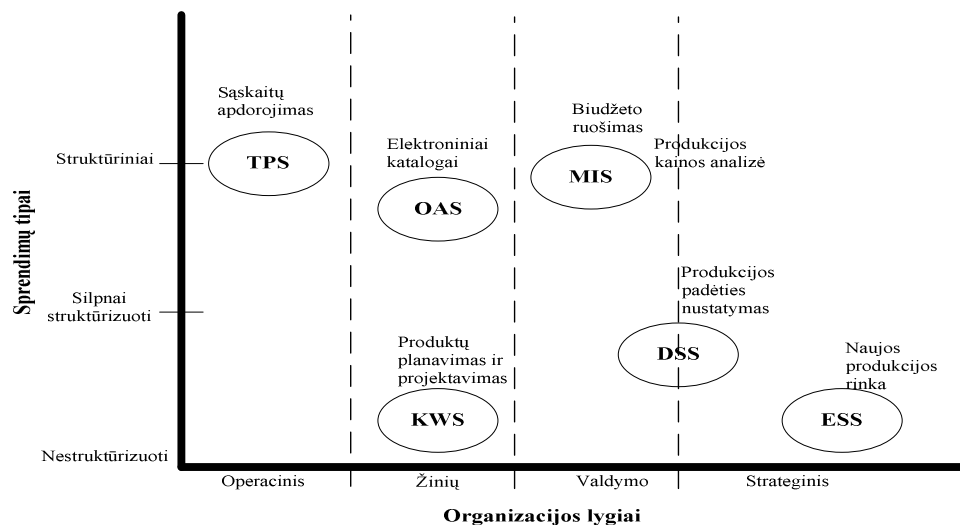 Sąskaitų
apdorojimas
Biudžeto
ruošimas
Elektroniniai
katalogai
Produkcijos
kainos analizė
Struktūriniai
TPS
MIS
OAS
Sprendimų tipai
Produkcijos
padėties
nustatymas
Silpnai
struktūrizuoti
Produktų
planavimas ir
projektavimas
DSS
Naujos
produkcijos
rinka
KWS
ESS
Nestruktūrizuoti
Operacinis
Žinių
Valdymo
Strateginis
Organizacijos lygiai